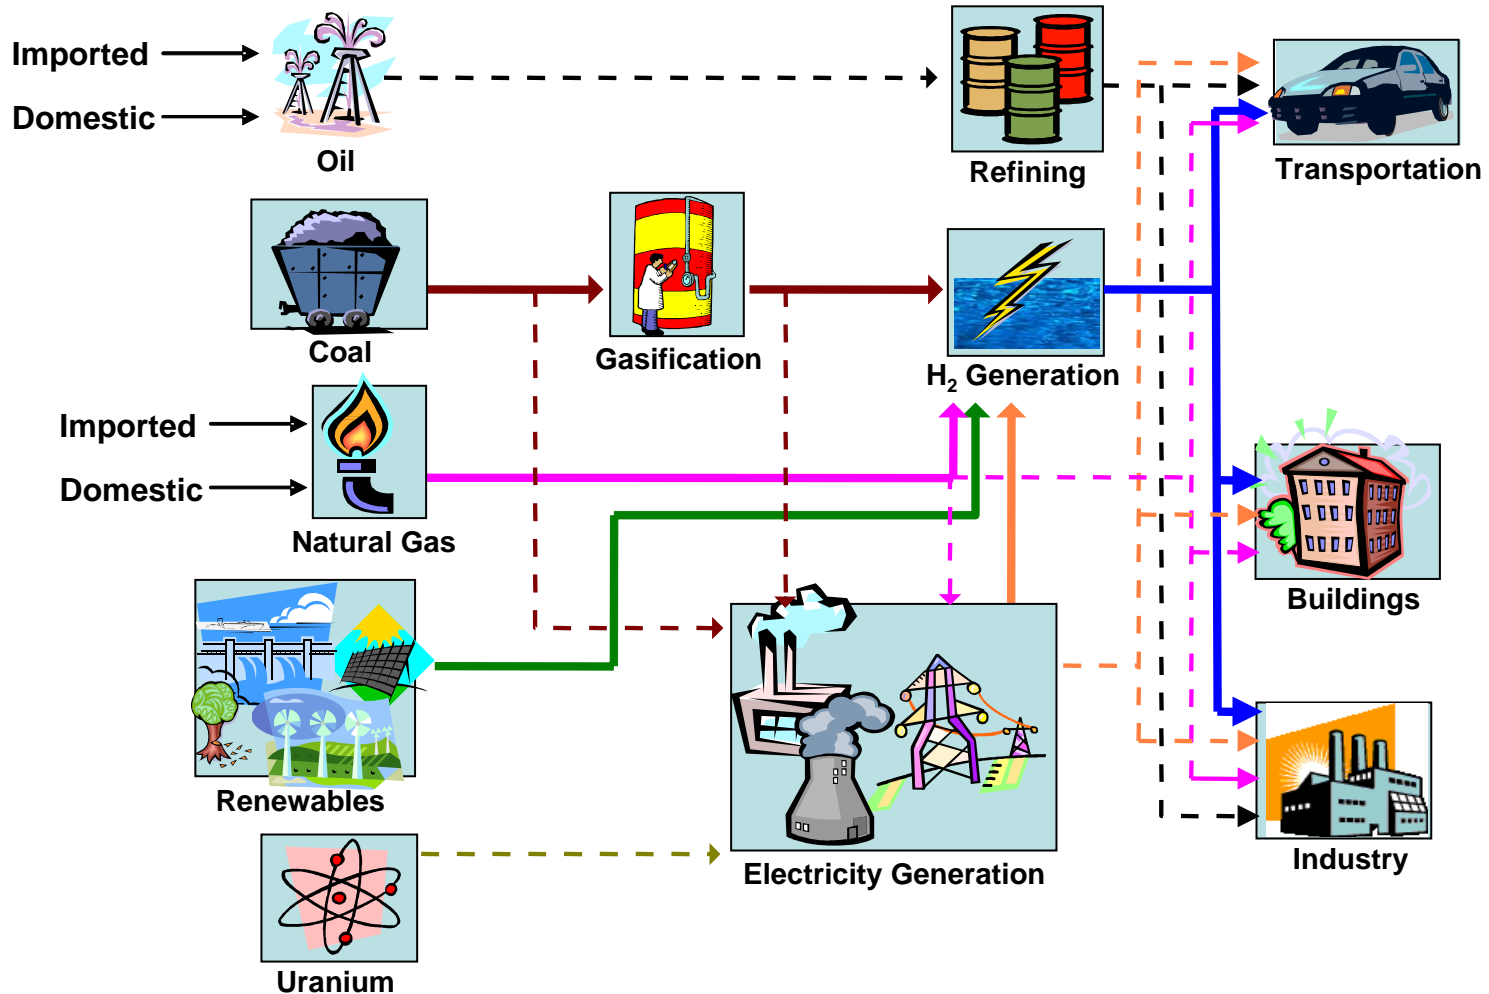 Imported
Domestic
Oil
Refining
Transportation
Coal
Gasification
H2 Generation
Imported
Domestic
Natural Gas
Buildings
Renewables
Electricity Generation
Industry
Uranium